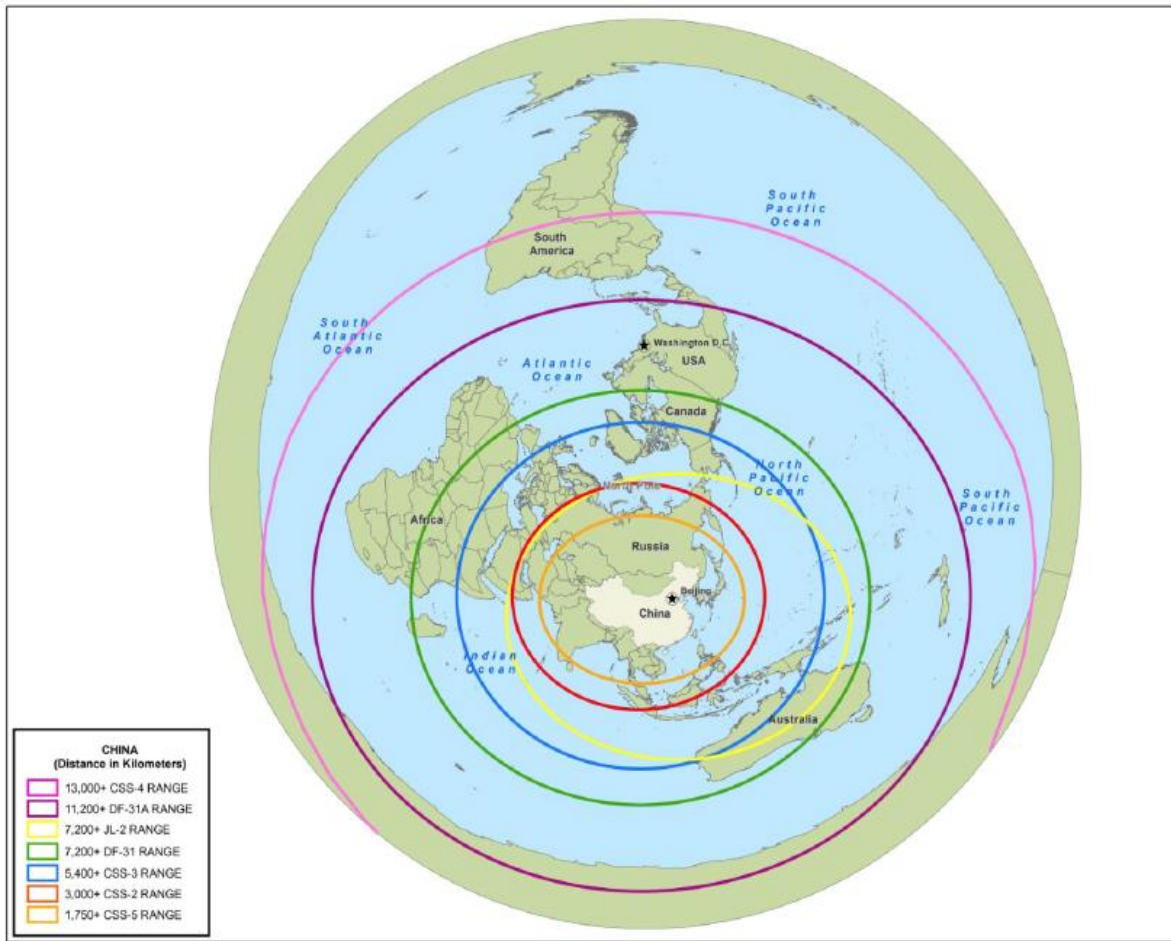 South
Pacific
Ocean
South
America
South
Atlantic
Ocean
Washington D.C.
USA
Atlantic
Ocean
Canada
North Pole
North
Pacific
Ocean
South
Pacific
Ocean
Africa
Russia
Beijing
China
Indian
Ocean
Australia
CHINA
(Distance in Kilometers)
13,000+ CSS-4 RANGE
11,200+ DF-31A RANGE
7,200+ JL-2 RANGE
7,200+ DF-31 RANGE
5,400+ CSS-3 RANGE
3,000+ CSS-2 RANGE
1,750+ CSS-5 RANGE